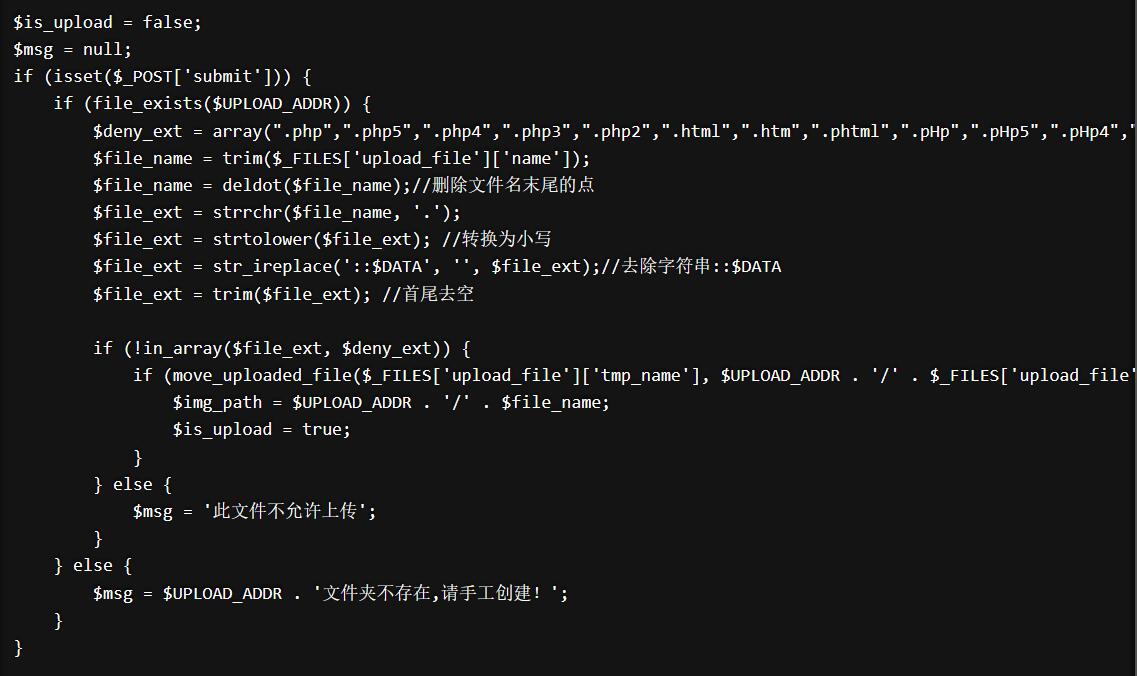 $is_upload = false;
$msg = null;
if (isset($_POST['submit'])) {
    if (file_exists($UPLOAD_ADDR)) {
        $deny_ext = array(".php",".php5",".php4",".php3",".php2",".html",".htm",".phtml",".pHp",".pHp5",".pHp4","
        $file_name = trim($_FILES['upload_file']['name']);
        $file_name = deldot($file_name);//删除文件名末尾的点
        $file_ext = strrchr($file_name, '.');
        $file_ext = strtolower($file_ext); //转换为小写
        $file_ext = str_ireplace('::$DATA', '', $file_ext);//去除字符串::$DATA
        $file_ext = trim($file_ext); //首尾去空
        if (!in_array($file_ext, $deny_ext)) {
            if (move_uploaded_file($_FILES['upload_file']['tmp_name'], $UPLOAD_ADDR . '/' . $_FILES['upload_file'
                $img_path = $UPLOAD_ADDR . '/' . $file_name;
                $is_upload = true;
            }
        } else {
            $msg = '此文件不允许上传';
        }
    } else {
        $msg = $UPLOAD_ADDR . '文件夹不存在,请手工创建！';
    }
}